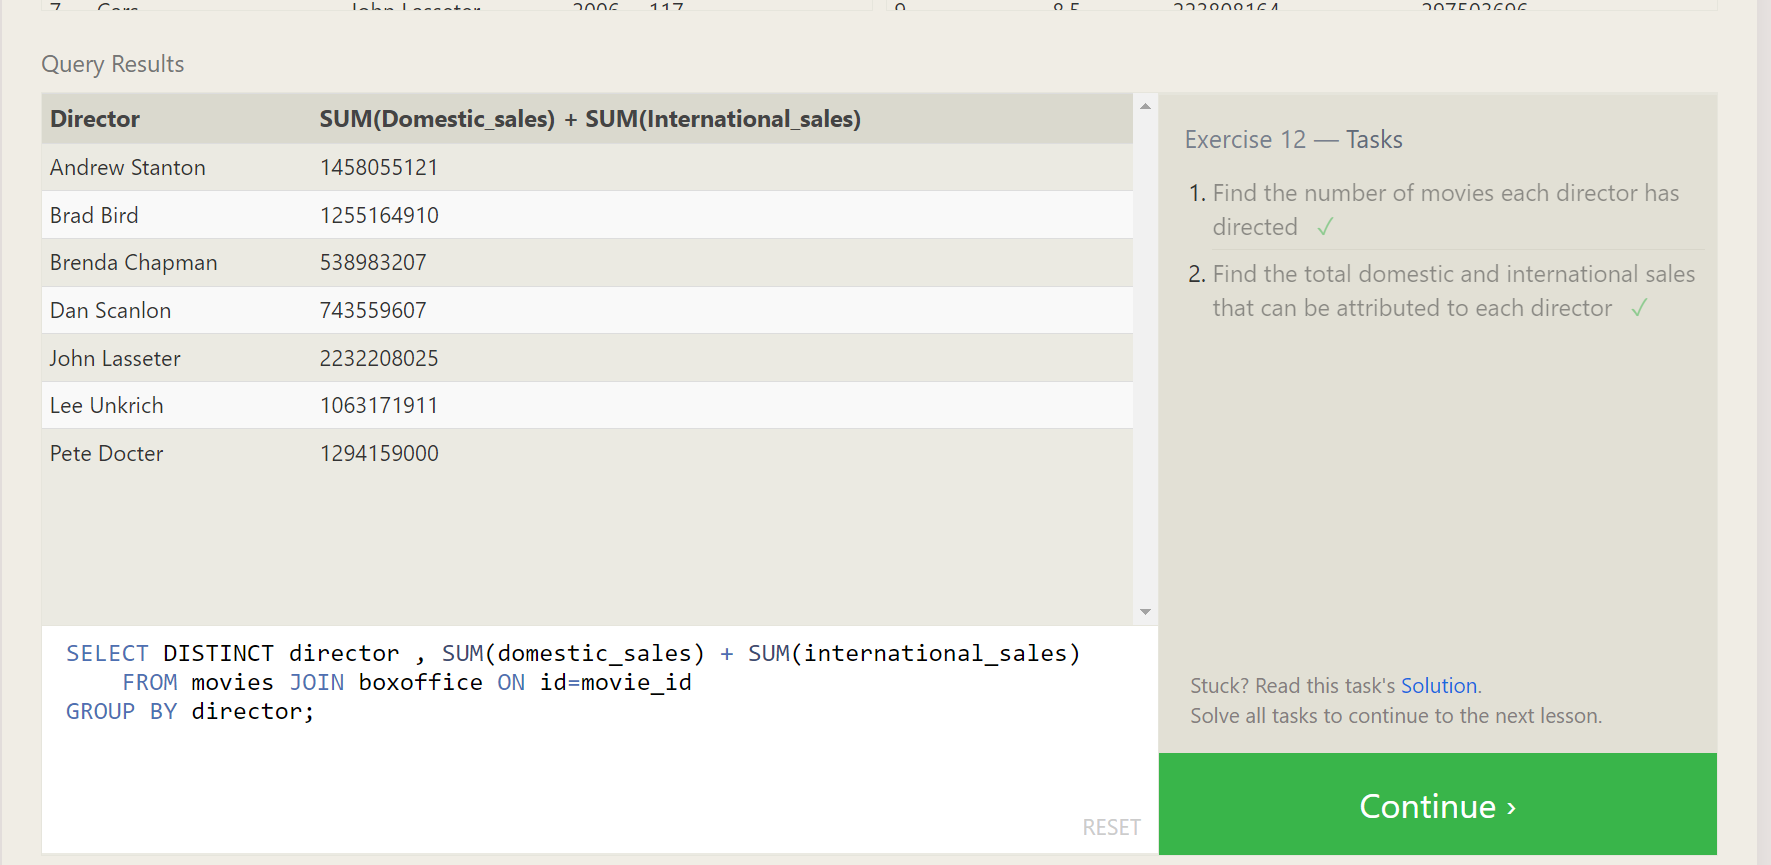 7 Cars John Lasseter 2006 117 9 8.5 223808164 297503696
Query Results
Director SUM(Domestic_sales) + SUM(International_sales)
Andrew Stanton 1458055121
Brad Bird 1255164910
Brenda Chapman 538983207
Dan Scanlon 743559607
John Lasseter 2232208025
Lee Unkrich 1063171911
Pete Docter 1294159000
SELECT DISTINCT director , SUM(domestic_sales) + SUM(international_sales)
FROM movies JOIN boxoffice ON id=movie_id
GROUP BY director;
RESET
Exercise 12 — Tasks
1. Find the number of movies each director has
directed ✓
2. Find the total domestic and international sales
that can be attributed to each director ✓
Stuck? Read this task's Solution.
Solve all tasks to continue to the next lesson.
Continue ›